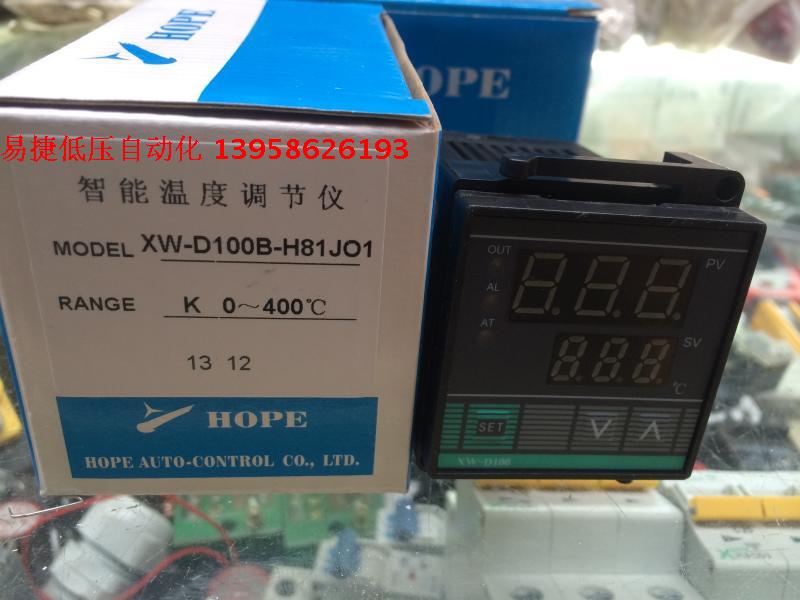 HOPE
OPE
易捷低压自动化 13958626193
智能温度调节仪
MODEL XW-D100B-H81JO1
RANGE K 0～400℃
13 12
HOPE
HOPE AUTO-CONTROL CO., LTD.
OUT
PV
AL
AT
SV
℃
SET
XW-D100